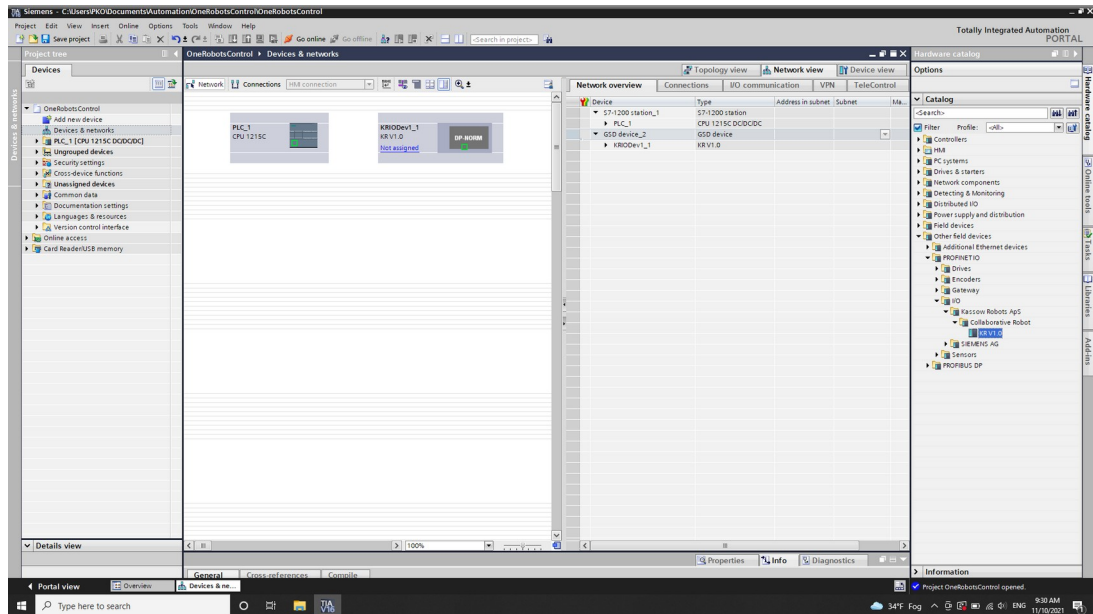 Siemens - C:\Users\PKO\Documents\Automation\OneRobotsControl\OneRobotsControl
Project Edit View Insert Online Options Tools Window Help
Totally Integrated Automation
PORTAL
Save project
Go online
Go offline
<Search in project>
Project tree
Devices
OneRobotsControl
Add new device
Devices & networks
PLC_1 [CPU 1215C DC/DC/DC]
Ungrouped devices
Security settings
Cross-device functions
Unassigned devices
Common data
Documentation settings
Languages & resources
Version control interface
Online access
Card Reader/USB memory
Details view
Devices & networks
OneRobotsControl
Devices & networks
Topology view
Network view
Device view
Network
Connections
HMI connection
PLC_1
CPU 1215C
KRIODev1_1
KR V1.0
Not assigned
DP-NORM
100%
Network overview
Connections
I/O communication
VPN
TeleControl
Device Type Address in subnet Subnet Ma...
S7-1200 station_1 S7-1200 station
PLC_1 CPU 1215C DC/DC/DC
GSD device_2 GSD device
KRIODev1_1 KR V1.0
Properties
Info
Diagnostics
General
Cross-references
Compile
Hardware catalog
Options
Catalog
<Search>
Filter Profile: <All>
Controllers
HMI
PC systems
Drives & starters
Network components
Detecting & Monitoring
Distributed I/O
Power supply and distribution
Field devices
Other field devices
Additional Ethernet devices
PROFINET IO
Drives
Encoders
Gateway
I/O
Kassow Robots ApS
Collaborative Robot
KR V1.0
SIEMENS AG
Sensors
PROFIBUS DP
Information
Hardware catalog
Online tools
Tasks
Libraries
Add-ins
Portal view
Overview
Devices & ne...
Project OneRobotsControl opened.
Type here to search
34°F Fog
ENG
9:30 AM
11/10/2021